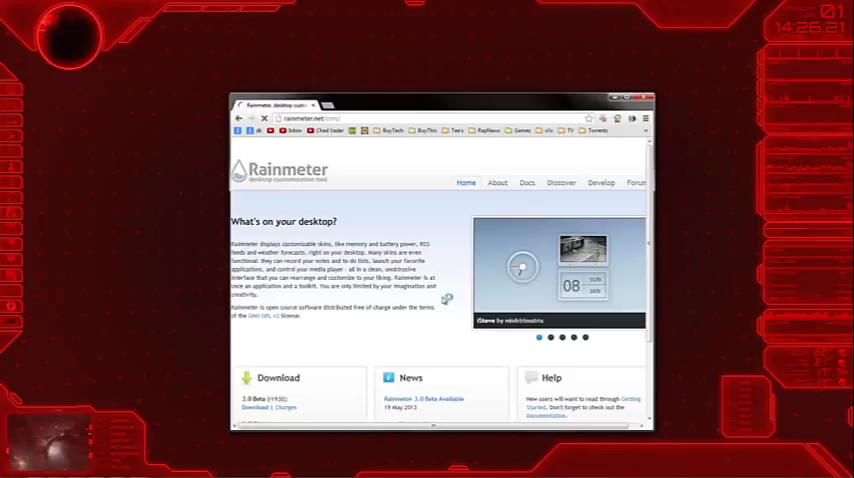 01
14:26:21
Rainmeter, desktop cust
rainmeter.net/cms/
dk
Inbox
Chad Vader
BuyTech
BuyThis
Tee's
RapNews
Games
silo
TV
Torrents
Rainmeter
desktop customization tool
Home
About
Docs
Discover
Develop
Forum
What's on your desktop?
Rainmeter displays customizable skins, like memory and battery power, RSS
feeds and weather forecasts, right on your desktop. Many skins are even
functional: they can record your notes and to-do lists, launch your favorite
applications, and control your media player - all in a clean, unobtrusive
interface that you can rearrange and customize to your liking. Rainmeter is at
once an application and a toolkit. You are only limited by your imagination and
creativity.
Rainmeter is open source software distributed free of charge under the terms
of the GNU GPL v2 license.
08
SUN
JAN
iSteve by minhtrimatrix
Download
3.0 Beta (r1930):
Download | Changes
News
Rainmeter 3.0 Beta Available
19 May 2013
Help
New users will want to read through Getting
Started. Don't forget to check out the
Documentation.